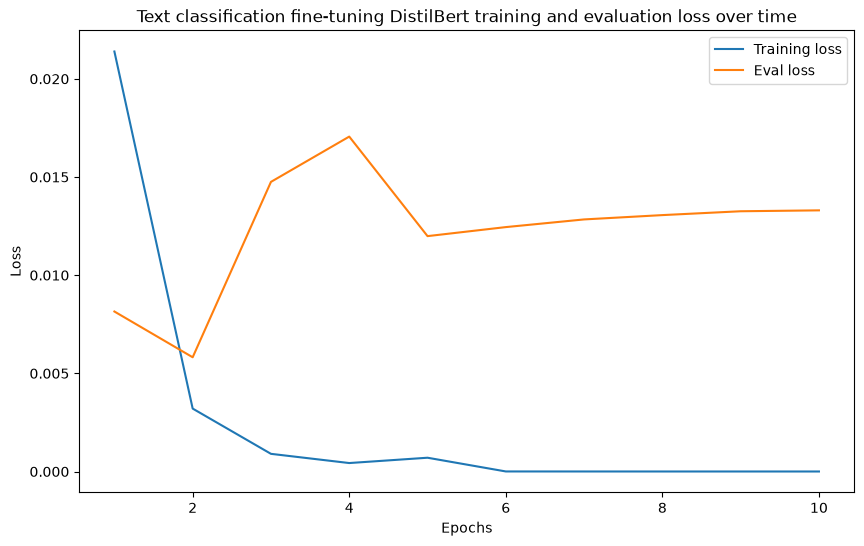 Text classification fine-tuning DistilBert training and evaluation loss over time
Training loss
Eval loss
0.020
0.015
0.010
0.005
0.000
Loss
2
4
6
8
10
Epochs